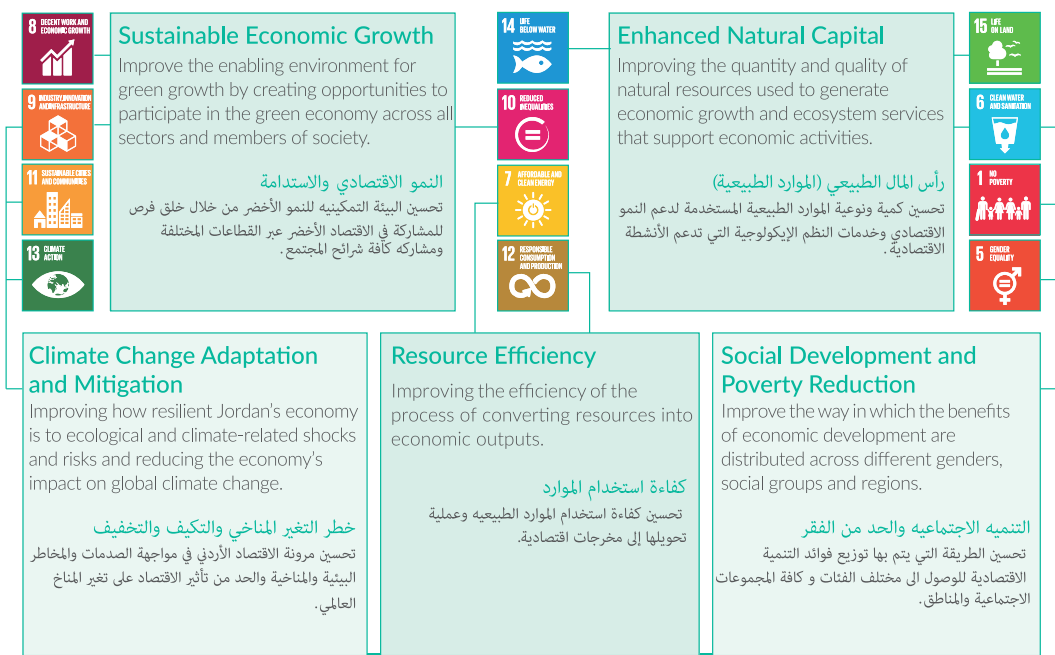 8 DECENT WORK AND
ECONOMIC GROWTH
9 INDUSTRY, INNOVATION
AND INFRASTRUCTURE
11 SUSTAINABLE CITIES
AND COMMUNITIES
13 CLIMATE
ACTION
Sustainable Economic Growth
Improve the enabling environment for
green growth by creating opportunities to
participate in the green economy across all
sectors and members of society.
النمو الاقتصادي والاستدامة
تحسين البيئة التمكينيه للنمو الأخضر من خلال خلق فرص
للمشاركة في الاقتصاد الأخضر عبر القطاعات المختلفة
ومشاركه كافة شرائح المجتمع.
14 LIFE
BELOW WATER
10 REDUCED
INEQUALITIES
7 AFFORDABLE AND
CLEAN ENERGY
12 RESPONSIBLE
CONSUMPTION
AND PRODUCTION
Enhanced Natural Capital
Improving the quantity and quality of
natural resources used to generate
economic growth and ecosystem services
that support economic activities.
رأس المال الطبيعي (الموارد الطبيعية)
تحسين كمية ونوعية الموارد الطبيعية المستخدمة لدعم النمو
الاقتصادي وخدمات النظم الإيكولوجية التي تدعم الأنشطة
الاقتصادية.
15 LIFE
ON LAND
6 CLEAN WATER
AND SANITATION
1 NO
POVERTY
5 GENDER
EQUALITY
Climate Change Adaptation
and Mitigation
Improving how resilient Jordan's economy
is to ecological and climate-related shocks
and risks and reducing the economy's
impact on global climate change.
خطر التغير المناخي والتكيف والتخفيف
تحسين مرونة الاقتصاد الأردني في مواجهة الصدمات والمخاطر
البيئية والمناخية والحد من تأثير الاقتصاد على تغير المناخ
العالمي.
Resource Efficiency
Improving the efficiency of the
process of converting resources into
economic outputs.
كفاءة استخدام الموارد
تحسين كفاءة استخدام الموارد الطبيعيه وعملية
تحويلها إلى مخرجات اقتصادية.
Social Development and
Poverty Reduction
Improve the way in which the benefits
of economic development are
distributed across different genders,
social groups and regions.
التنميه الاجتماعيه والحد من الفقر
تحسين الطريقة التي يتم بها توزيع فوائد التنمية
الاقتصادية للوصول الى مختلف الفئات و كافة المجموعات
الاجتماعية والمناطق.